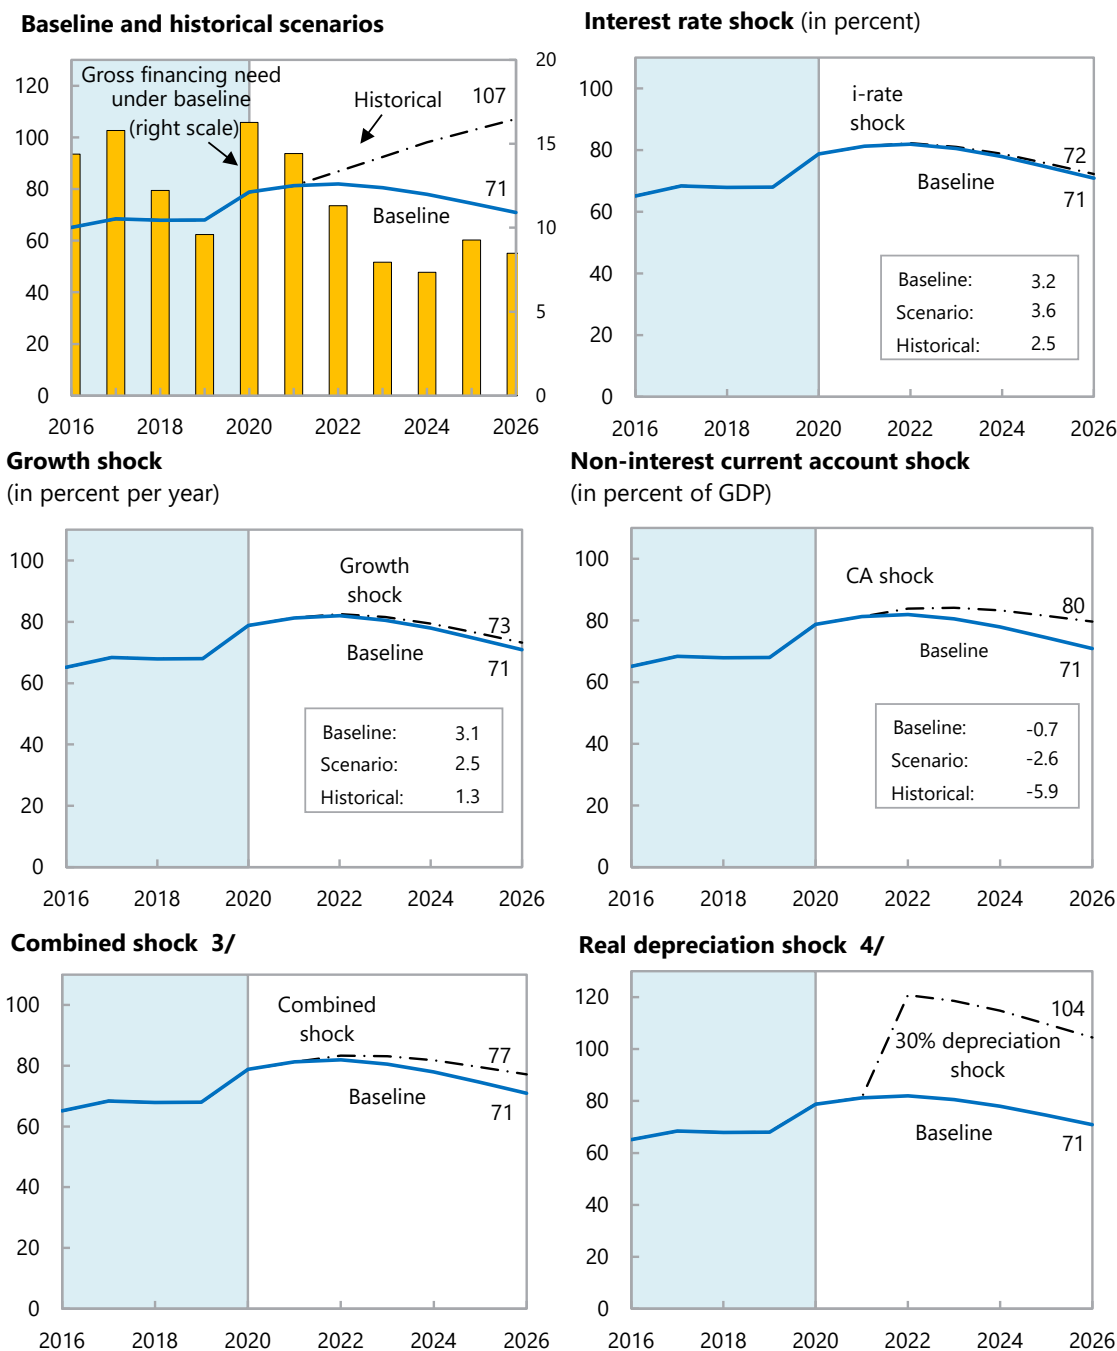 Baseline and historical scenarios
Gross financing need
under baseline
(right scale)
Historical
107
71
Baseline
120
100
80
60
40
20
0
20
15
10
5
0
2016 2018 2020 2022 2024 2026
Interest rate shock (in percent)
i-rate
shock
72
Baseline
71
Baseline: 3.2
Scenario: 3.6
Historical: 2.5
100
80
60
40
20
0
2016 2018 2020 2022 2024 2026
Growth shock
(in percent per year)
Growth
shock
73
Baseline
71
Baseline: 3.1
Scenario: 2.5
Historical: 1.3
100
80
60
40
20
0
2016 2018 2020 2022 2024 2026
Non-interest current account shock
(in percent of GDP)
CA shock
80
Baseline
71
Baseline: -0.7
Scenario: -2.6
Historical: -5.9
100
80
60
40
20
0
2016 2018 2020 2022 2024 2026
Combined shock 3/
Combined
shock
77
Baseline
71
100
80
60
40
20
0
2016 2018 2020 2022 2024 2026
Real depreciation shock 4/
104
30% depreciation
shock
Baseline
71
120
100
80
60
40
20
0
2016 2018 2020 2022 2024 2026